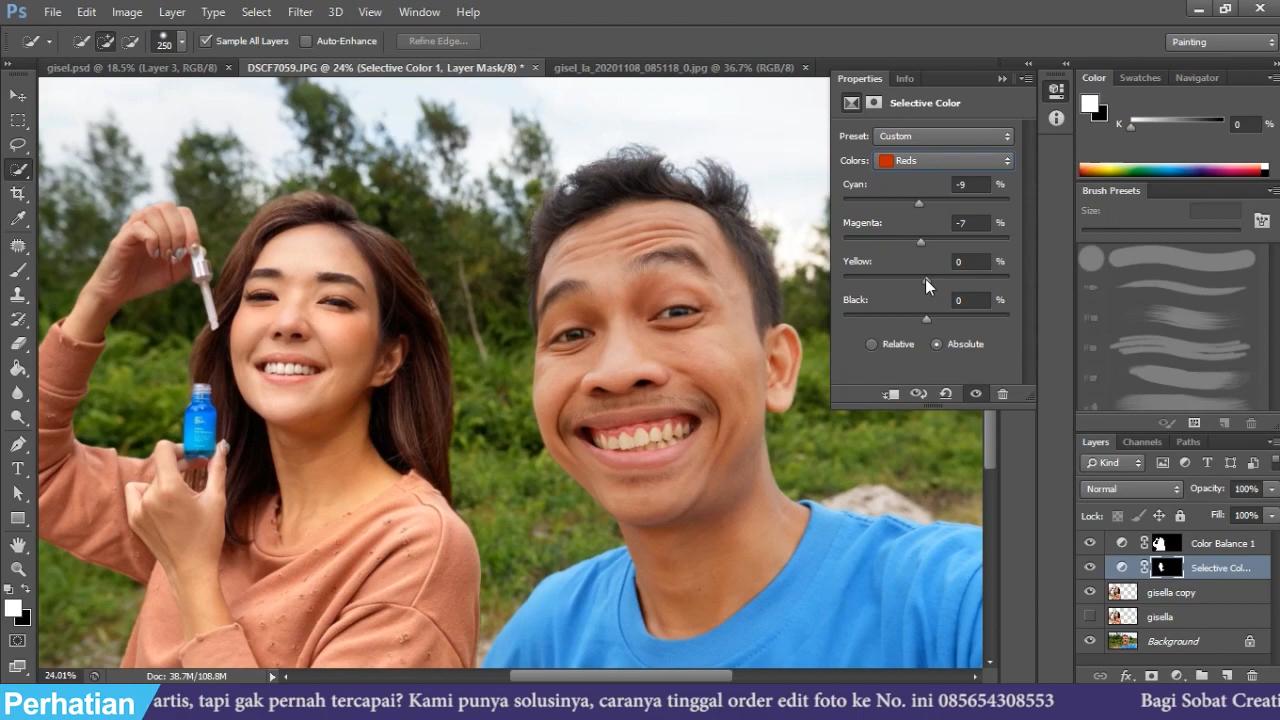 Ps File Edit Image Layer Type Select Filter 3D View Window Help
250 Sample All Layers Auto-Enhance Refine Edge... Painting
gisel.psd @ 18.5% (Layer 3, RGB/8) × DSCF7059.JPG @ 24% (Selective Color 1, Layer Mask/8) * × gisel_la_20201108_085118_0.jpg @ 36.7% (RGB/8) ×
Properties Info
Selective Color
Preset: Custom
Colors: Reds
Cyan: -9 %
Magenta: -7 %
Yellow: 0 %
Black: 0 %
Relative Absolute
Color Swatches Navigator
K 0 %
Brush Presets
Size:
Layers Channels Paths
Kind
Normal Opacity: 100%
Lock: Fill: 100%
Color Balance 1
Selective Col...
gisella copy
gisella
Background
24.01% Doc: 38.7M/108.8M
Perhatian artis, tapi gak pernah tercapai? Kami punya solusinya, caranya tinggal order edit foto ke No. ini 085654308553 Bagi Sobat Creati